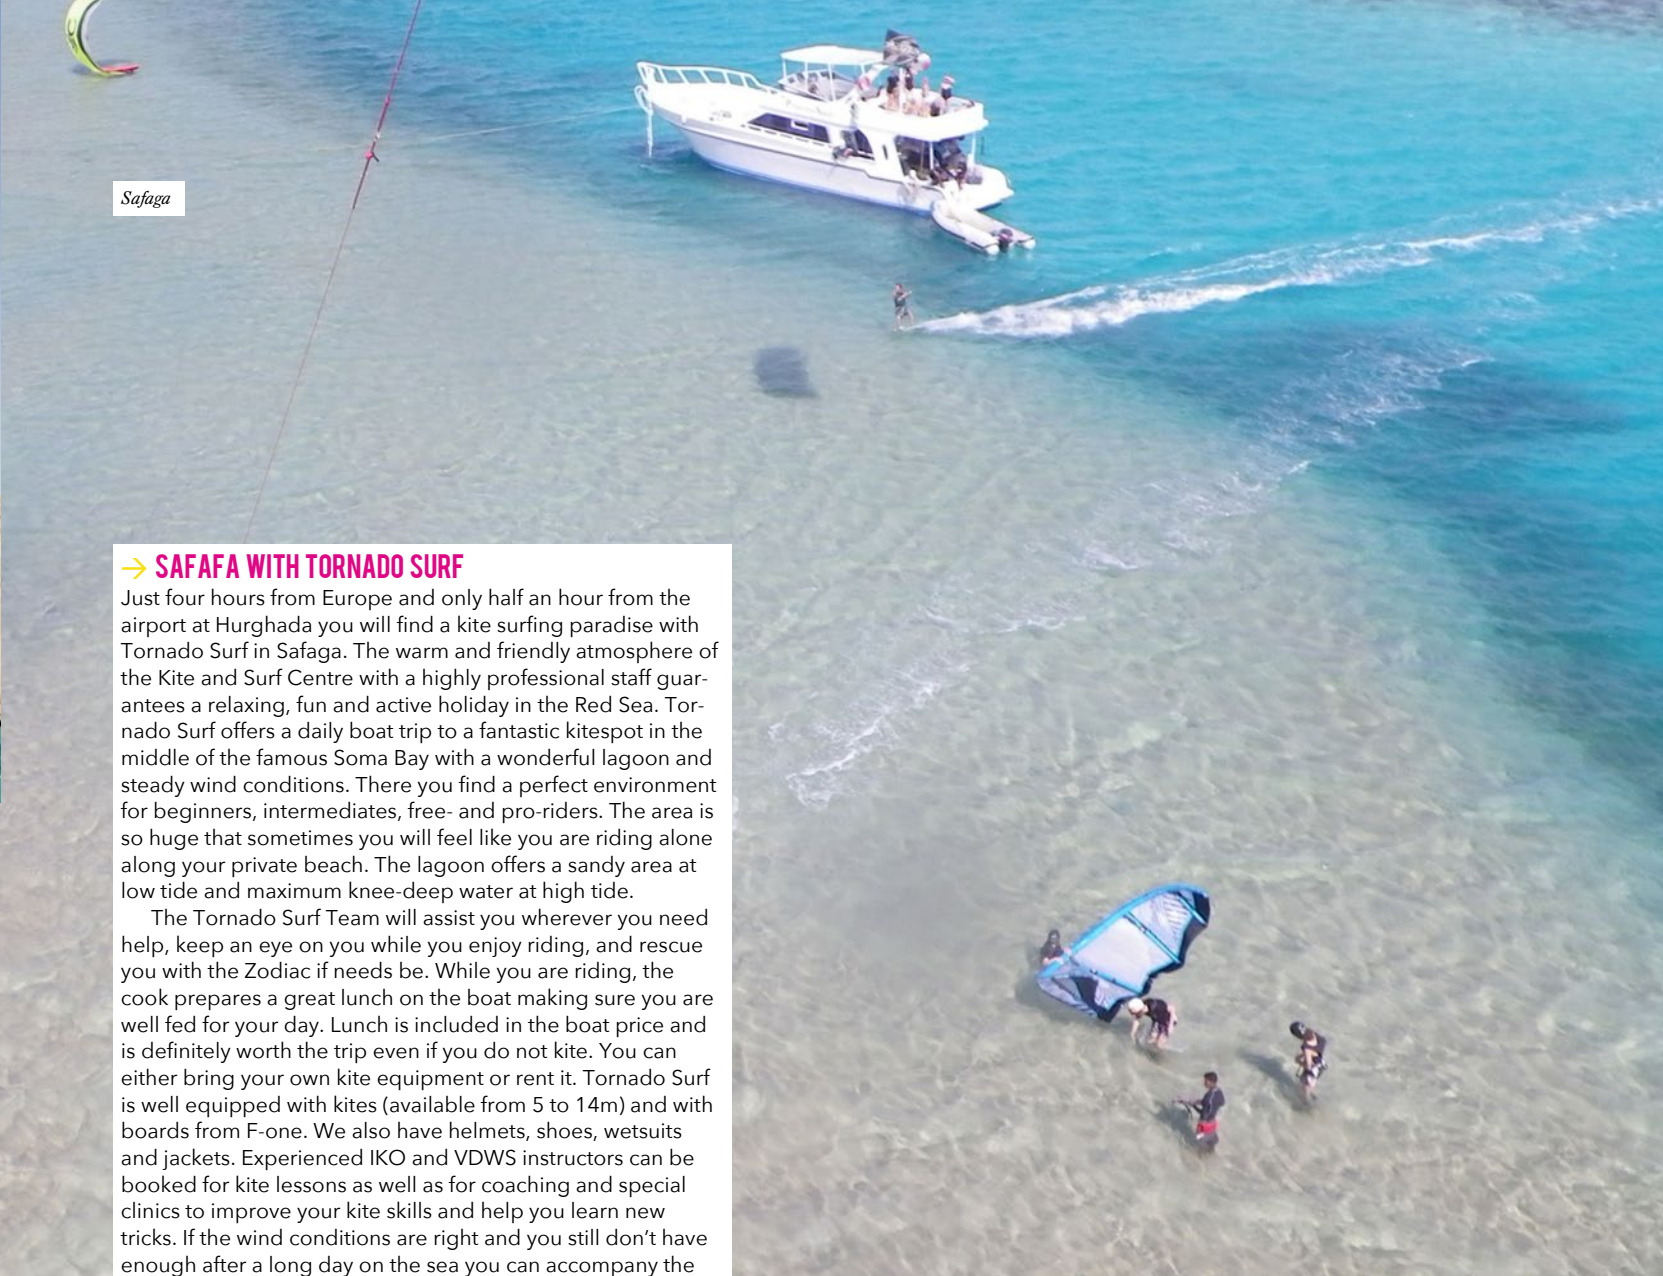 Safaga
→ SAFAFA WITH TORNADO SURF
Just four hours from Europe and only half an hour from the
airport at Hurghada you will find a kite surfing paradise with
Tornado Surf in Safaga. The warm and friendly atmosphere of
the Kite and Surf Centre with a highly professional staff guar-
antees a relaxing, fun and active holiday in the Red Sea. Tor-
nado Surf offers a daily boat trip to a fantastic kitespot in the
middle of the famous Soma Bay with a wonderful lagoon and
steady wind conditions. There you find a perfect environment
for beginners, intermediates, free- and pro-riders. The area is
so huge that sometimes you will feel like you are riding alone
along your private beach. The lagoon offers a sandy area at
low tide and maximum knee-deep water at high tide.
The Tornado Surf Team will assist you wherever you need
help, keep an eye on you while you enjoy riding, and rescue
you with the Zodiac if needs be. While you are riding, the
cook prepares a great lunch on the boat making sure you are
well fed for your day. Lunch is included in the boat price and
is definitely worth the trip even if you do not kite. You can
either bring your own kite equipment or rent it. Tornado Surf
is well equipped with kites (available from 5 to 14m) and with
boards from F-one. We also have helmets, shoes, wetsuits
and jackets. Experienced IKO and VDWS instructors can be
booked for kite lessons as well as for coaching and special
clinics to improve your kite skills and help you learn new
tricks. If the wind conditions are right and you still don't have
enough after a long day on the sea you can accompany the